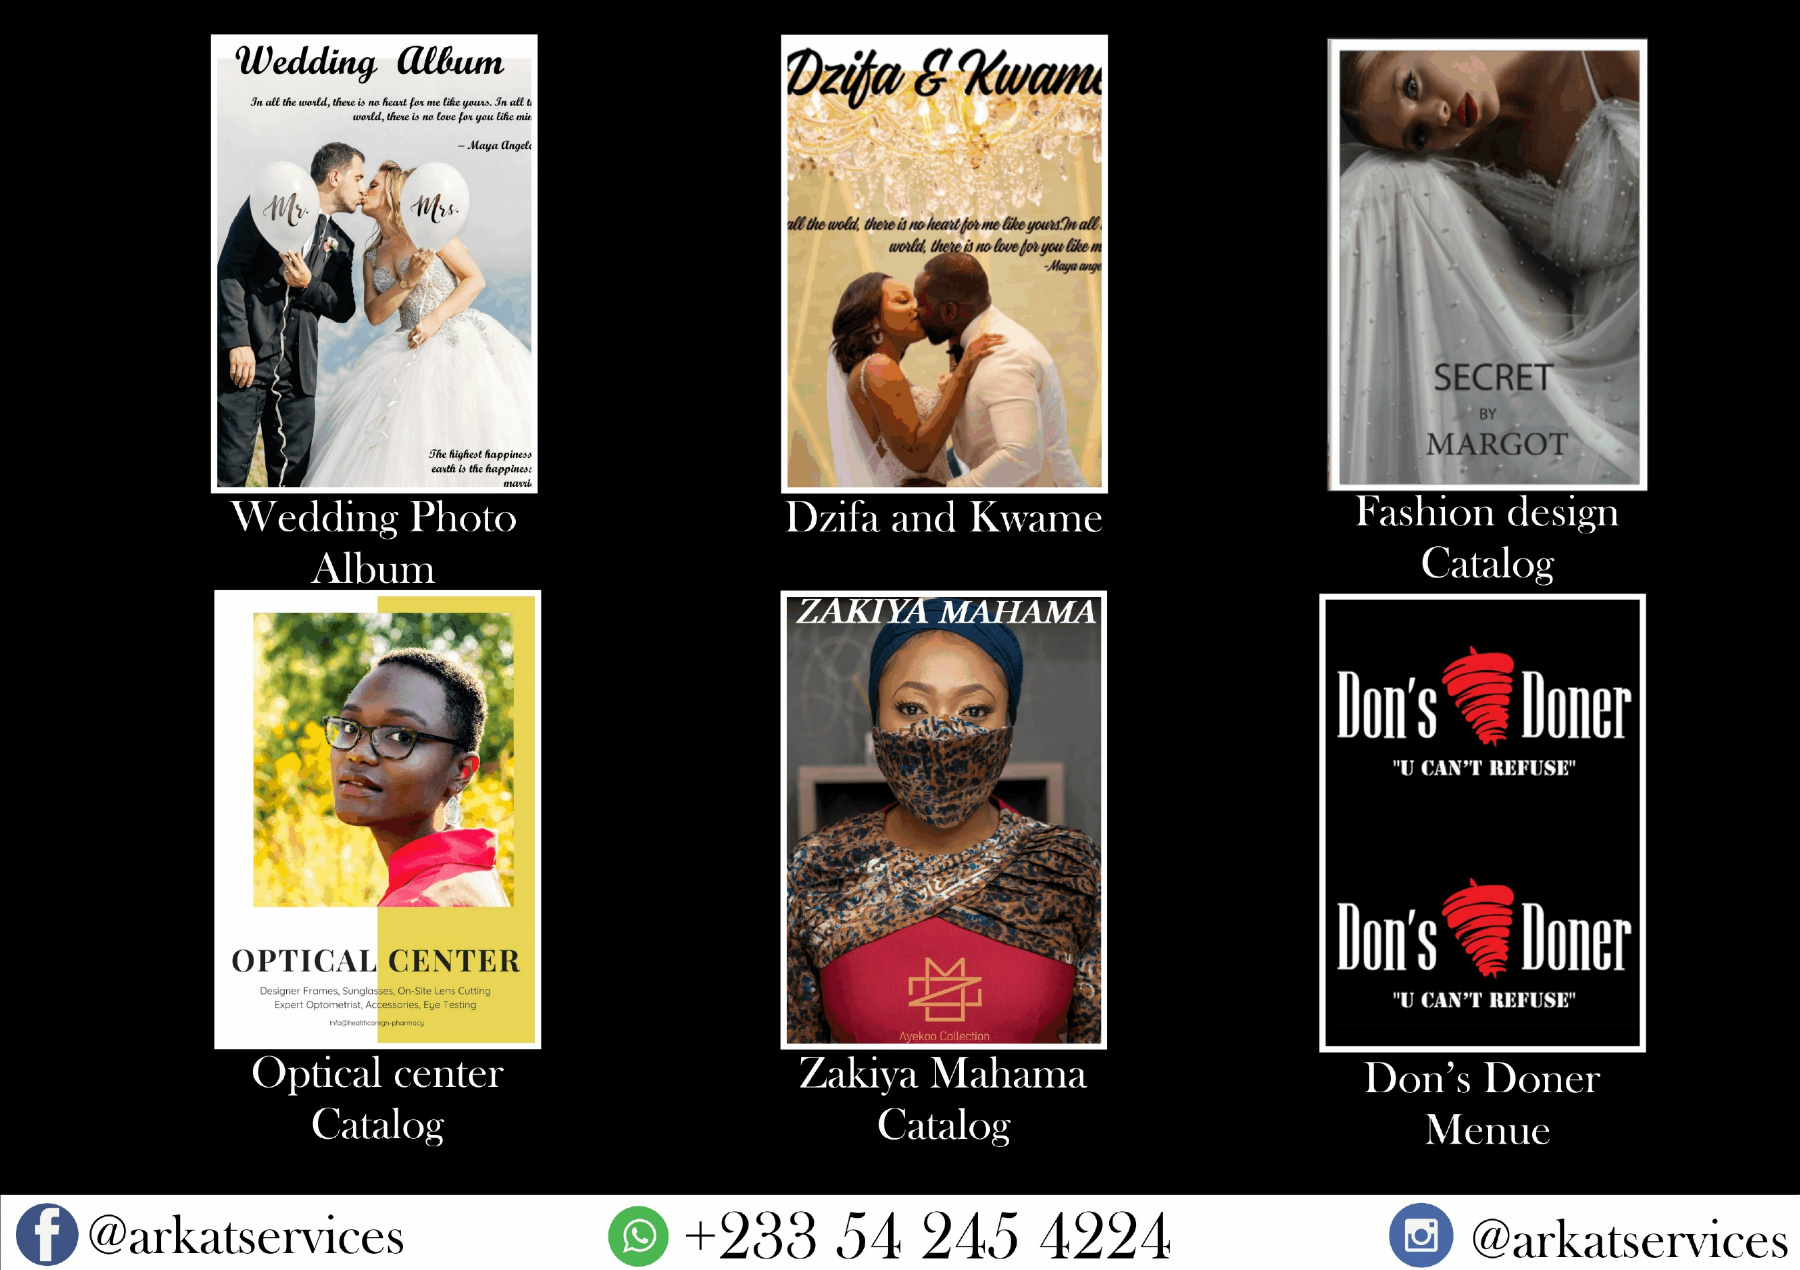 Wedding Album
In all the world, there is no heart for me like yours. In all
world, there is no love for you like
– Maya
Mr.
Mrs.
The highest happiness
earth is the
Wedding Photo
Album
Dzifa & Kwame
all the wold, there is no heart for me like yours.In all
world, there is no love for you like
-Maya
Dzifa and Kwame
SECRET
BY
MARGOT
Fashion design
Catalog
OPTICAL CENTER
Designer Frames, Sunglasses, On-Site Lens Cutting
Expert Optometrist, Accessories, Eye Testing
Info@healthcaregh-pharmacy
Optical center
Catalog
ZAKIYA MAHAMA
Ayekoo Collection
Zakiya Mahama
Catalog
Don's Doner
"U CAN'T REFUSE"
Don's Doner
"U CAN'T REFUSE"
Don's Doner
Menue
@arkatservices
+233 54 245 4224
@arkatservices